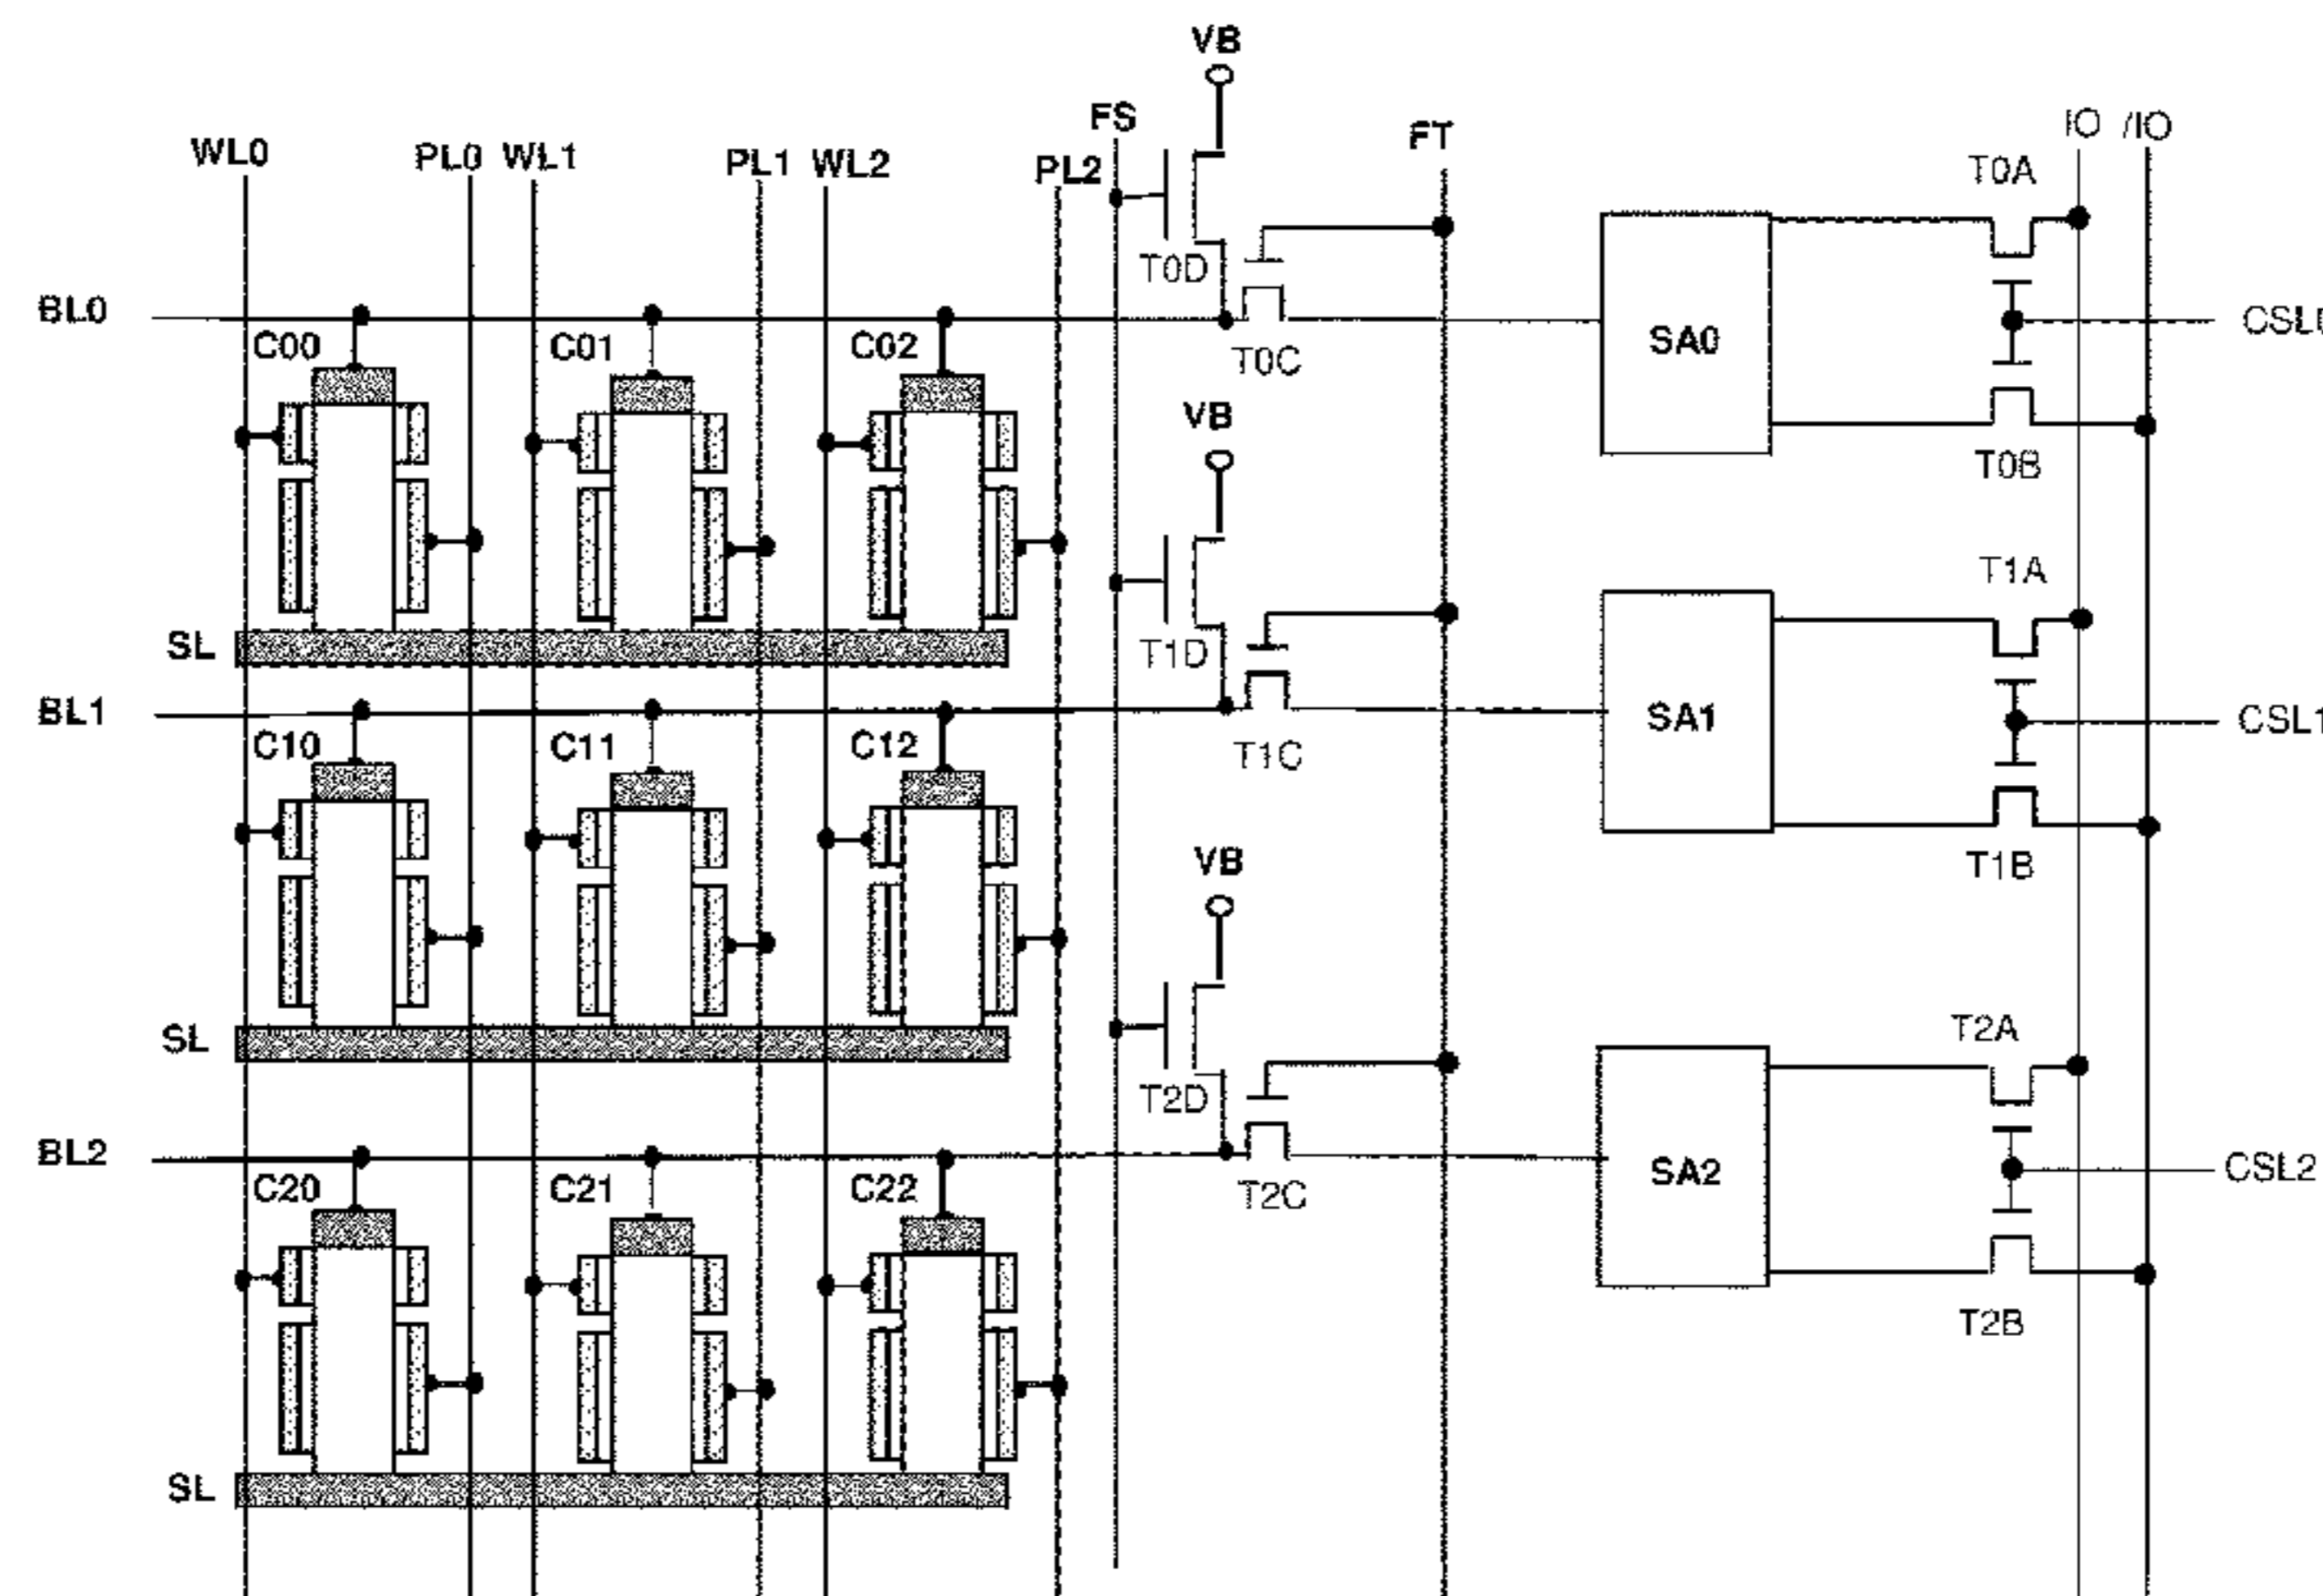 VB
FS
IO /IO
WL0 PL0 WL1 PL1 WL2 PL2 FT
T0A
T0D
BL0
C00 C01 C02
T0C
SA0
CSL0
VB
T0B
T1A
SL
T1D
BL1
C10 C11 C12
T1C
SA1
CSL1
VB
T1B
SL
T2A
T2D
BL2
C20 C21 C22
T2C
SA2
CSL2
T2B
SL